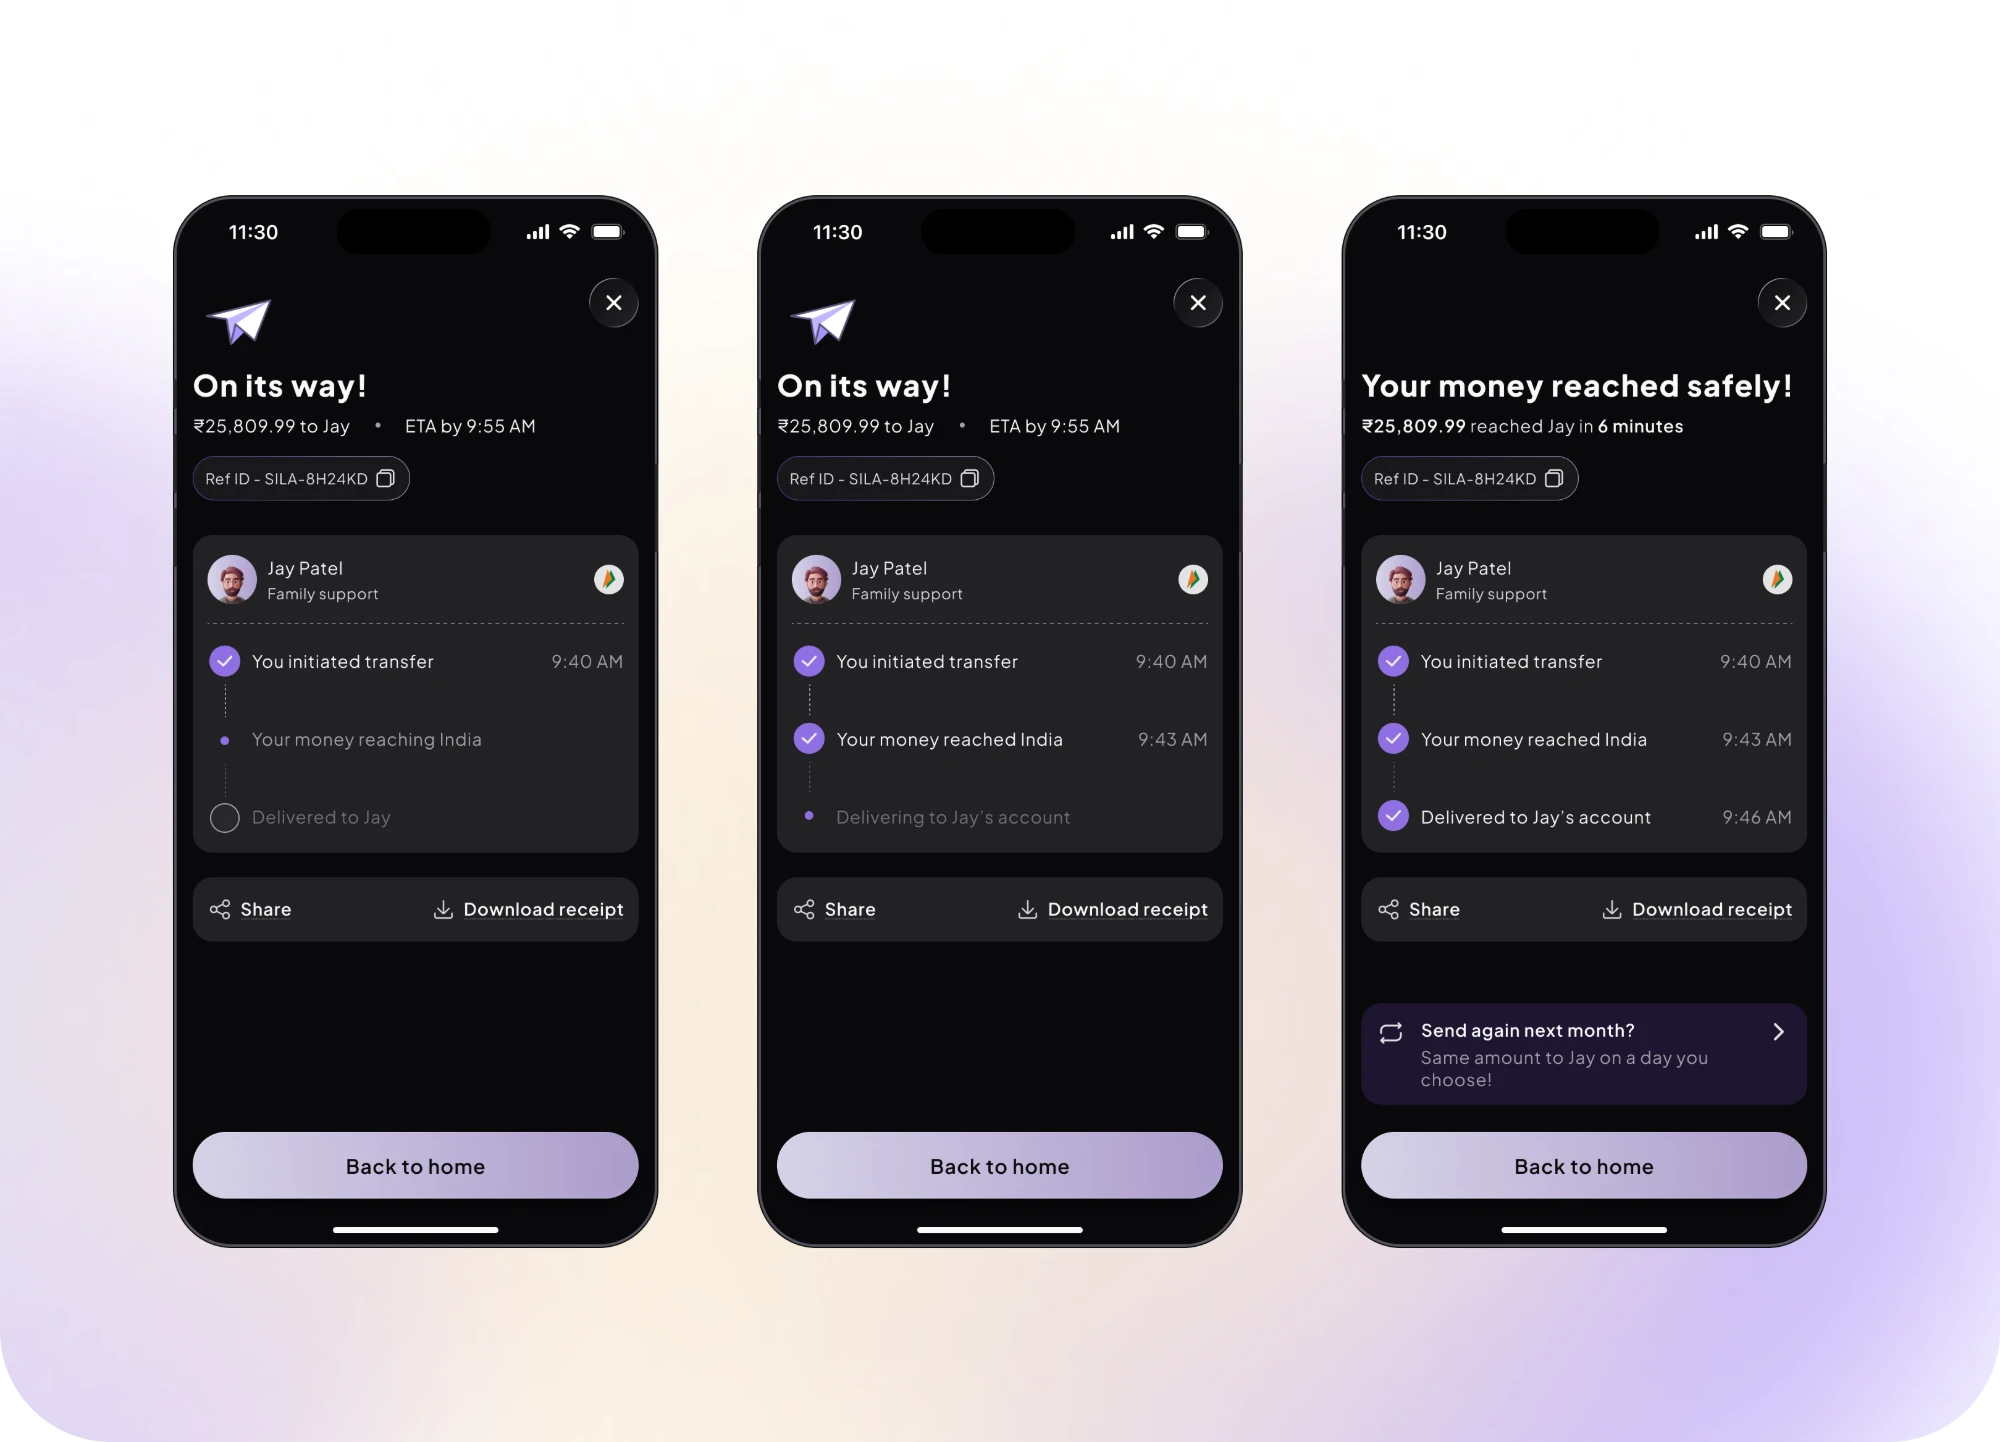 11:30
On its way!
₹25,809.99 to Jay • ETA by 9:55 AM
Ref ID - SILA-8H24KD
Jay Patel
Family support
You initiated transfer 9:40 AM
Your money reaching India
Delivered to Jay
Share Download receipt
Back to home
11:30
On its way!
₹25,809.99 to Jay • ETA by 9:55 AM
Ref ID - SILA-8H24KD
Jay Patel
Family support
You initiated transfer 9:40 AM
Your money reached India 9:43 AM
Delivering to Jay's account
Share Download receipt
Back to home
11:30
Your money reached safely!
₹25,809.99 reached Jay in 6 minutes
Ref ID - SILA-8H24KD
Jay Patel
Family support
You initiated transfer 9:40 AM
Your money reached India 9:43 AM
Delivered to Jay's account 9:46 AM
Share Download receipt
Send again next month?
Same amount to Jay on a day you
choose!
Back to home